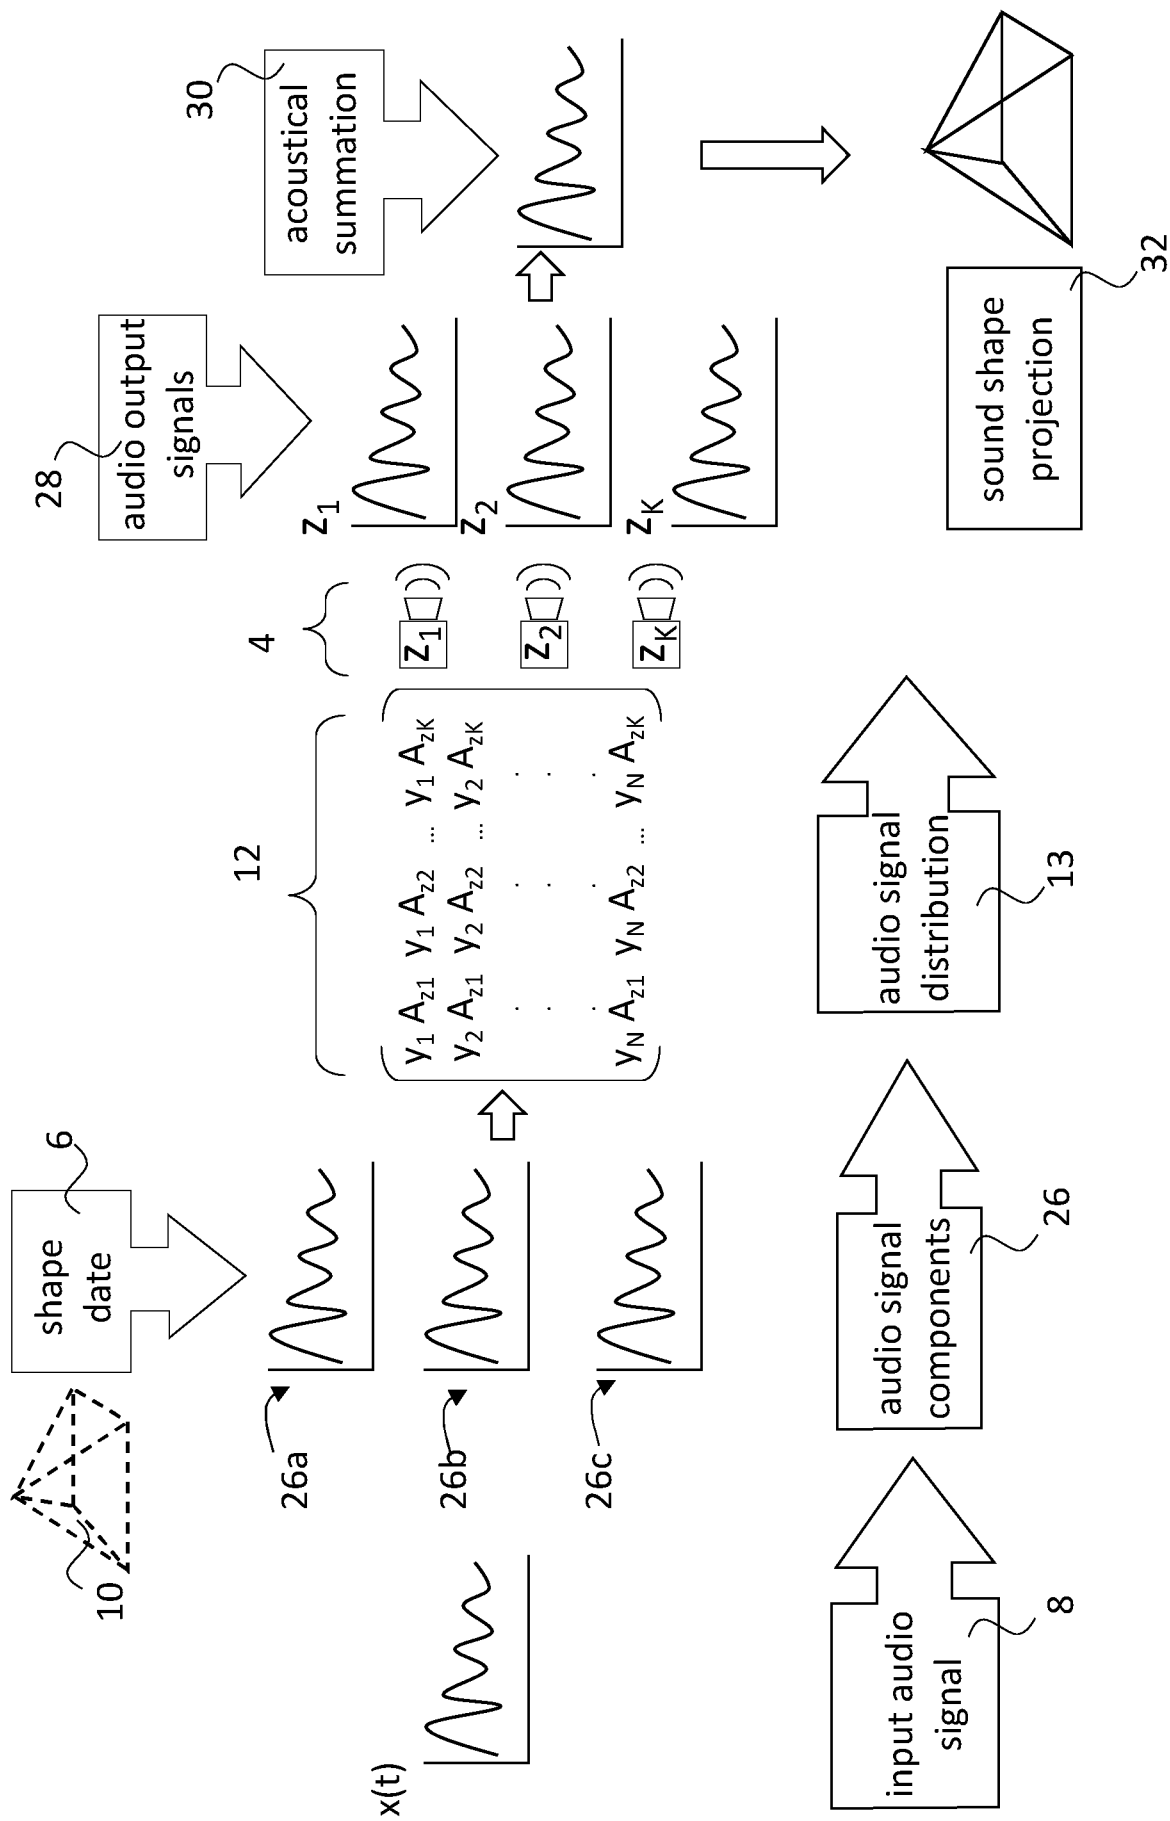 10
shape
date
6
x(t)
26a
26b
26c
12
y1 Az1 y1 Az2 ... y1 AzK
y2 Az1 y2 Az2 ... y2 AzK
. . .
. . .
. . .
yN Az1 yN Az2 ... yN AzK
4
z1
z2
zK
28
audio output
signals
z1
z2
zK
30
acoustical
summation
input audio
signal
8
audio signal
components
26
audio signal
distribution
13
sound shape
projection
32